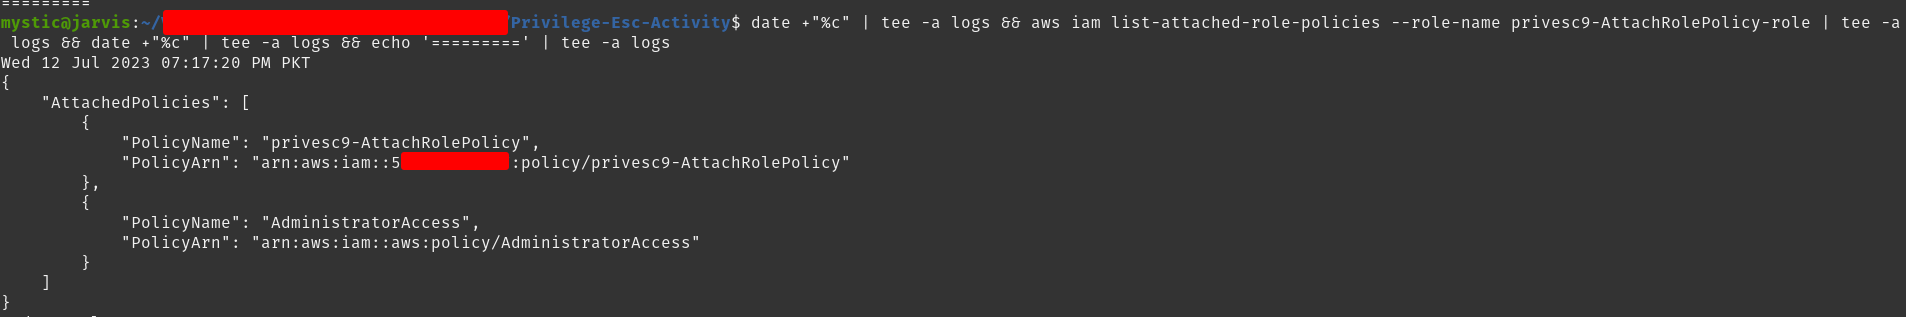 =========
mystic@jarvis:~/ /Privilege-Esc-Activity$ date +"%c" | tee -a logs && aws iam list-attached-role-policies --role-name privesc9-AttachRolePolicy-role | tee -a
logs && date +"%c" | tee -a logs && echo '=========' | tee -a logs
Wed 12 Jul 2023 07:17:20 PM PKT
{
    "AttachedPolicies": [
        {
            "PolicyName": "privesc9-AttachRolePolicy",
            "PolicyArn": "arn:aws:iam::5 :policy/privesc9-AttachRolePolicy"
        },
        {
            "PolicyName": "AdministratorAccess",
            "PolicyArn": "arn:aws:iam::aws:policy/AdministratorAccess"
        }
    ]
}